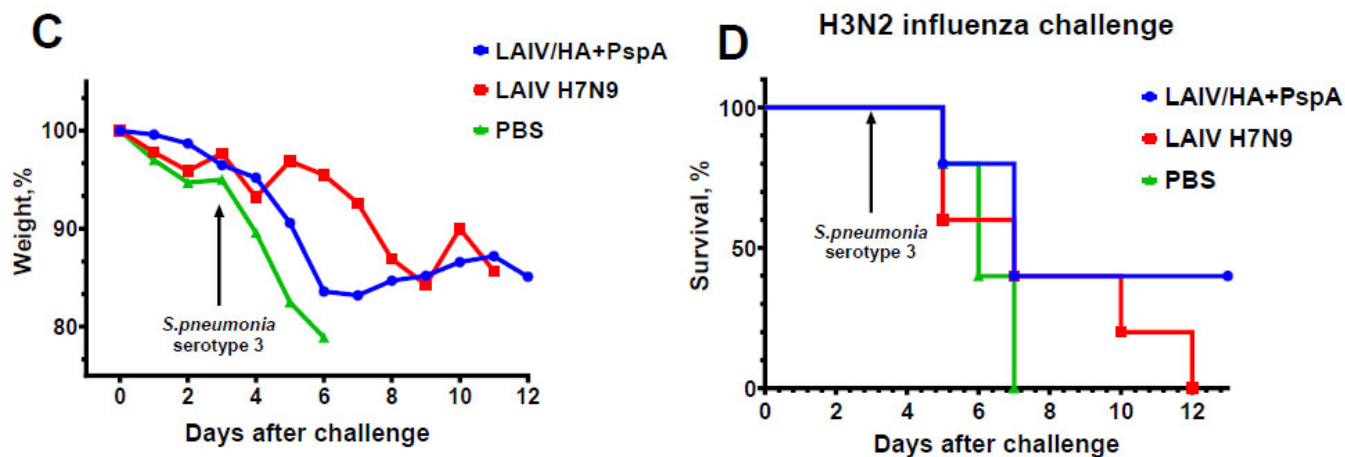 C
LAIV/HA+PspA
LAIV H7N9
PBS
Weight,%
100
90
80
S.pneumonia
serotype 3
0 2 4 6 8 10 12
Days after challenge
D
H3N2 influenza challenge
LAIV/HA+PspA
LAIV H7N9
PBS
Survival, %
100
50
0
S.pneumonia
serotype 3
0 2 4 6 8 10 12
Days after challenge